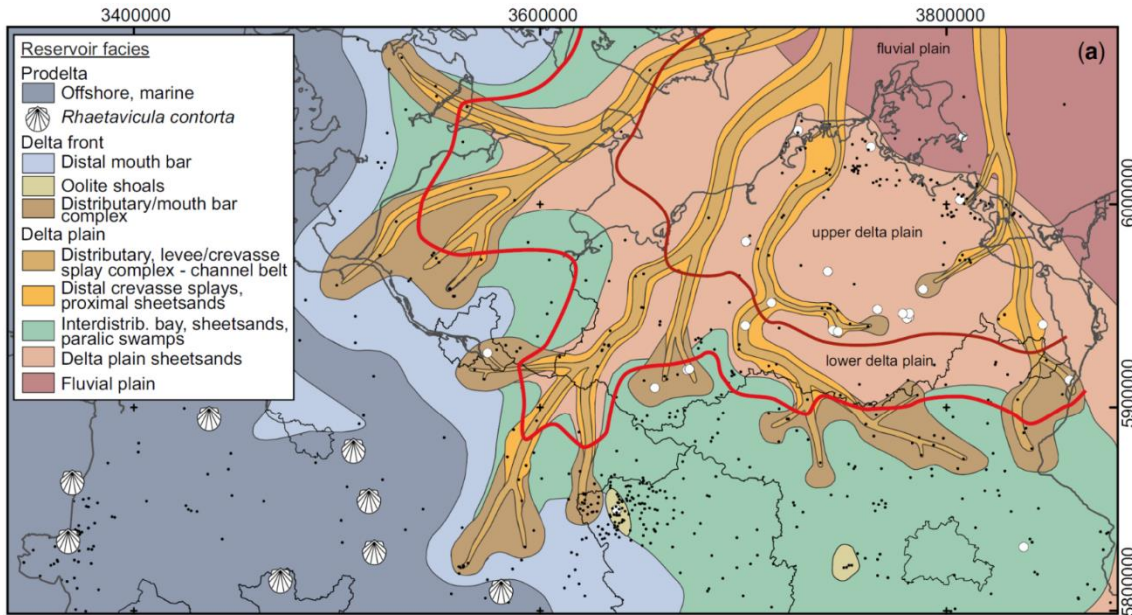 3400000
3600000
3800000
Reservoir facies
Prodelta
Offshore, marine
Rhaetavicula contorta
Delta front
Distal mouth bar
Oolite shoals
Distributary/mouth bar
complex
Delta plain
Distributary, levee/crevasse
splay complex - channel belt
Distal crevasse splays,
proximal sheetsands
Interdistrib. bay, sheetsands,
paralic swamps
Delta plain sheetsands
Fluvial plain
fluvial plain
(a)
6000000
upper delta plain
lower delta plain
5900000
5800000